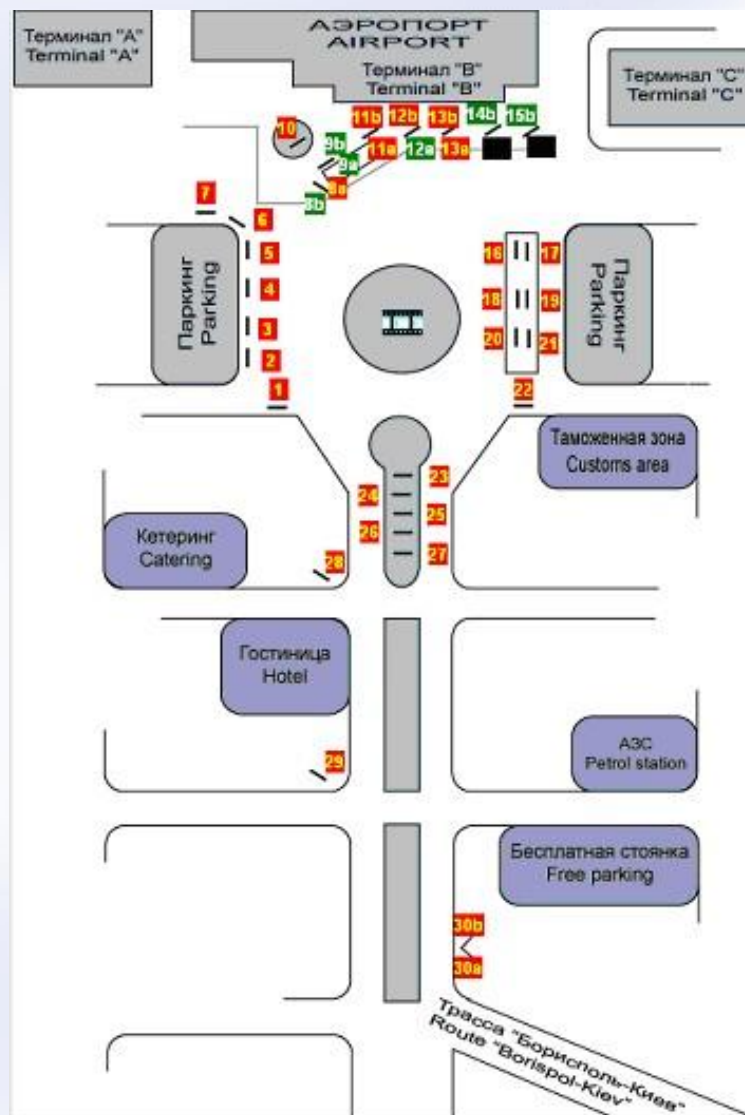 Терминал "А"
Terminal "A"
АЭРОПОРТ
AIRPORT
Терминал "В"
Terminal "B"
Терминал "С"
Terminal "C"
10
11b
12b
13b
14b
15b
9b
9a
11a
12a
13a
8a
8b
7
6
5
4
3
2
1
Паркинг
Parking
16
17
18
19
20
21
22
Паркинг
Parking
Таможенная зона
Customs area
23
24
25
26
27
28
Кетеринг
Catering
Гостиница
Hotel
29
АЗС
Petrol station
Бесплатная стоянка
Free parking
30b
30a
Трасса "Борисполь-Киев"
Route "Borispol-Kiev"